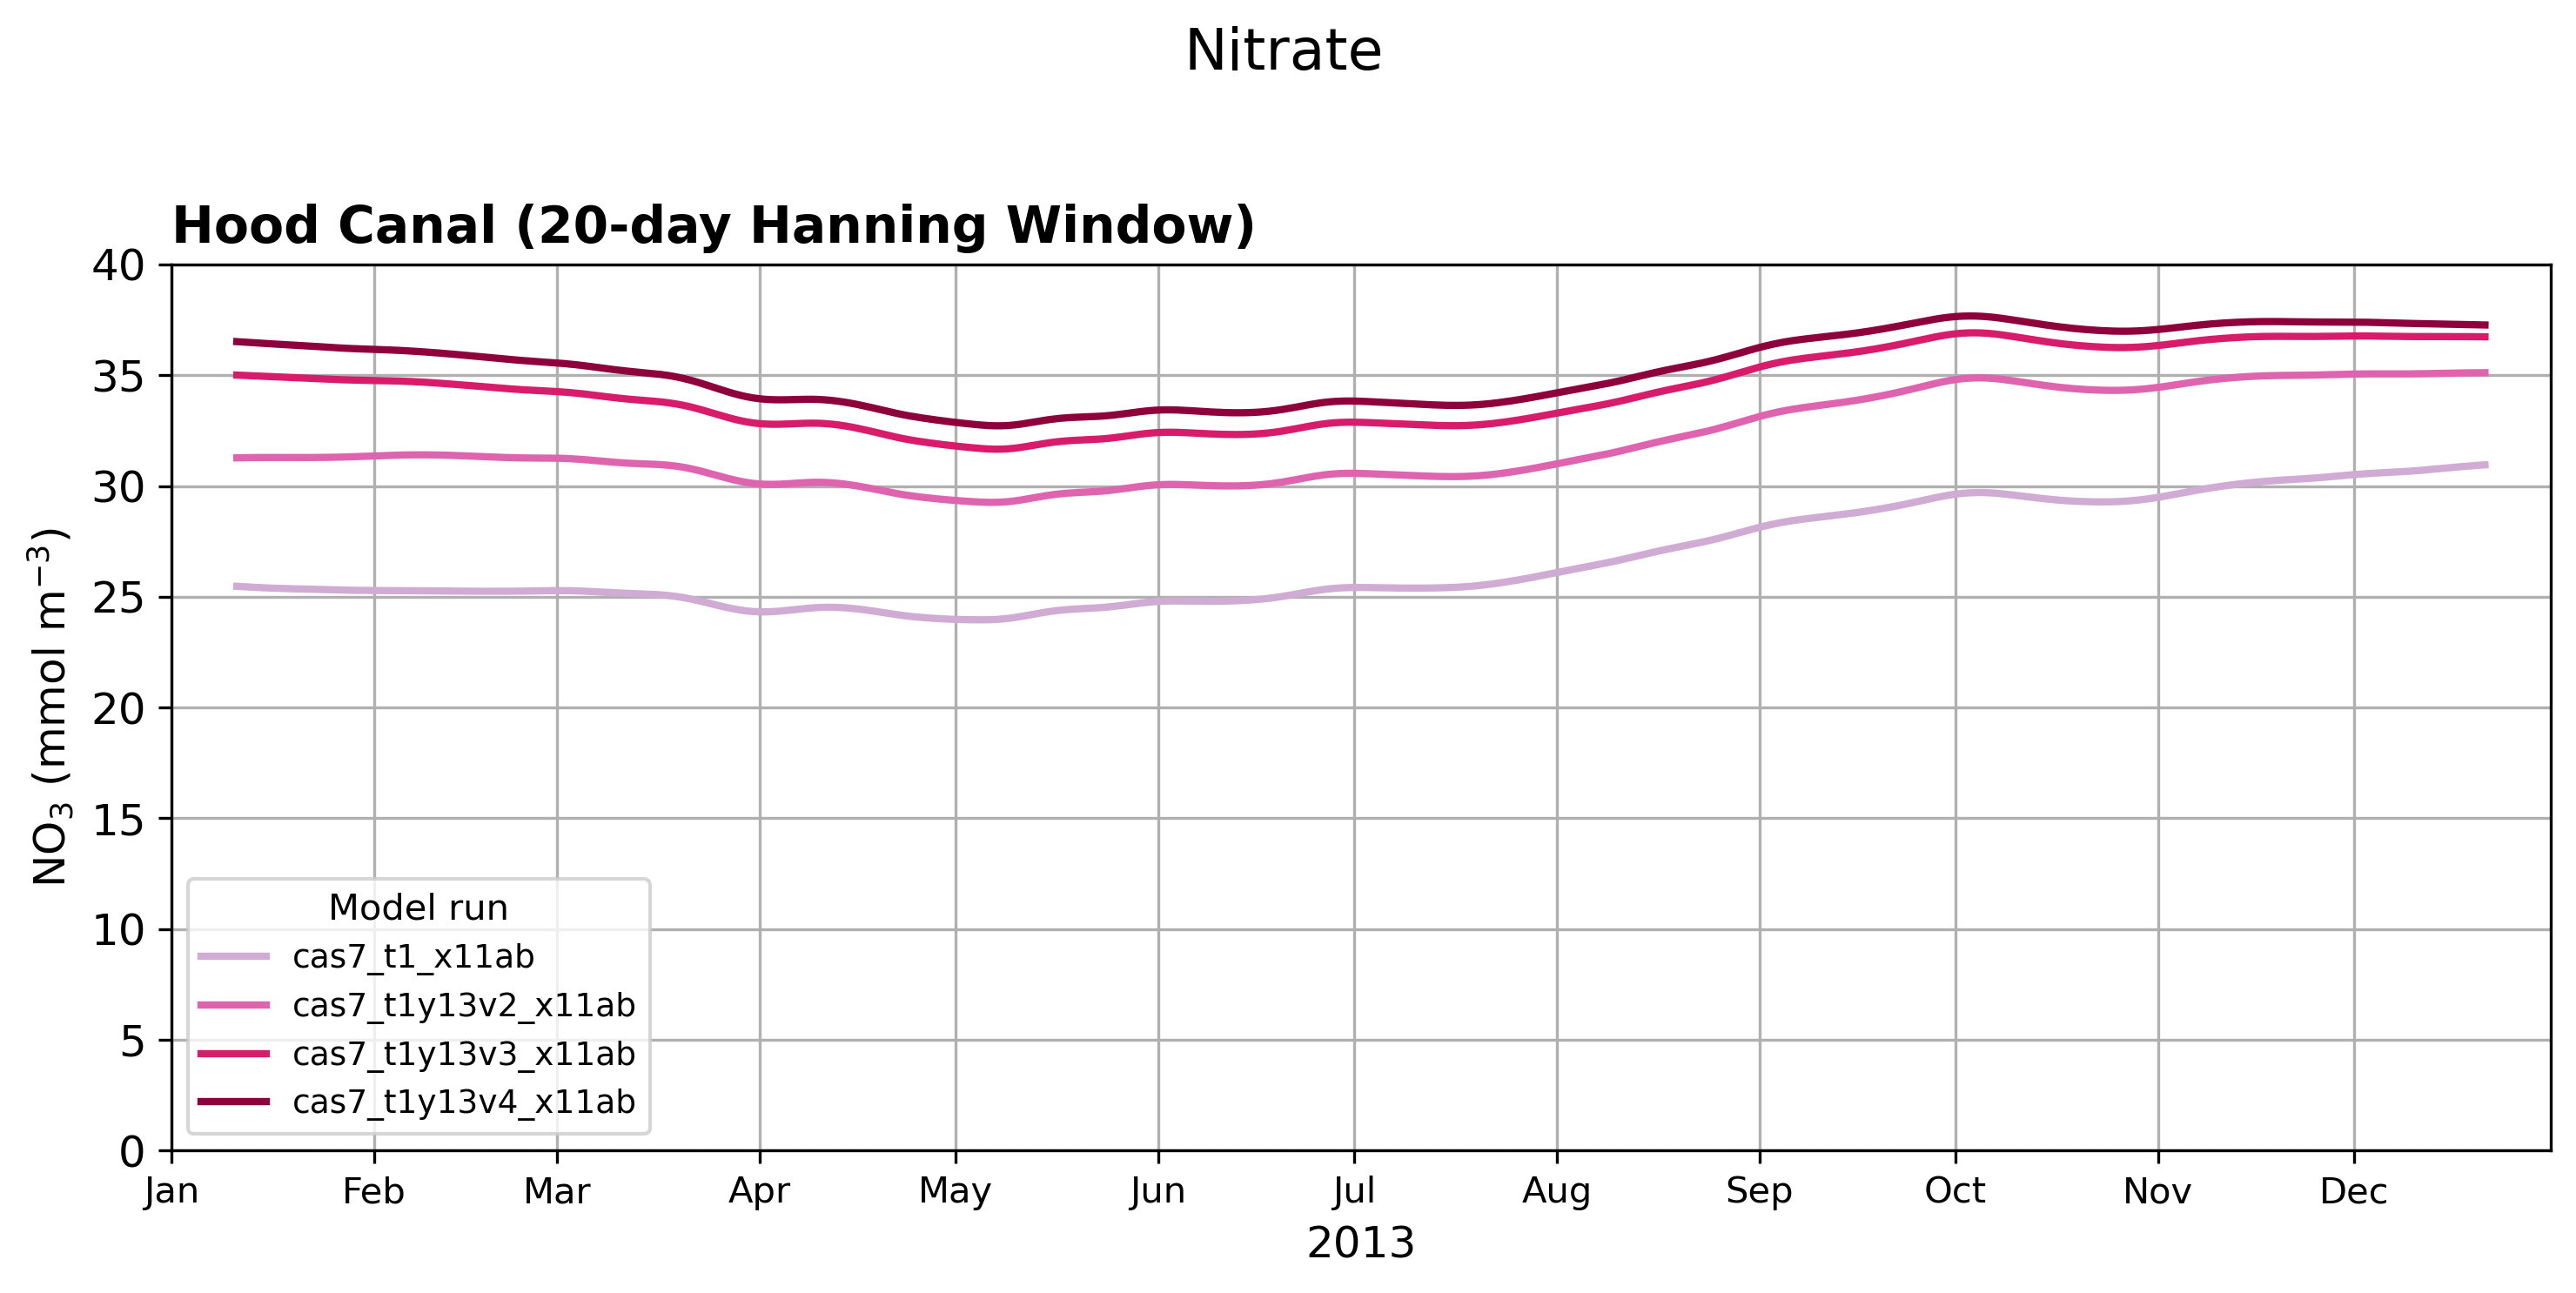 Nitrate
Hood Canal (20-day Hanning Window)
40
35
30
25
20
15
10
5
0
NO₃ (mmol m⁻³)
Model run
cas7_t1_x11ab
cas7_t1y13v2_x11ab
cas7_t1y13v3_x11ab
cas7_t1y13v4_x11ab
Jan Feb Mar Apr May Jun Jul Aug Sep Oct Nov Dec
2013